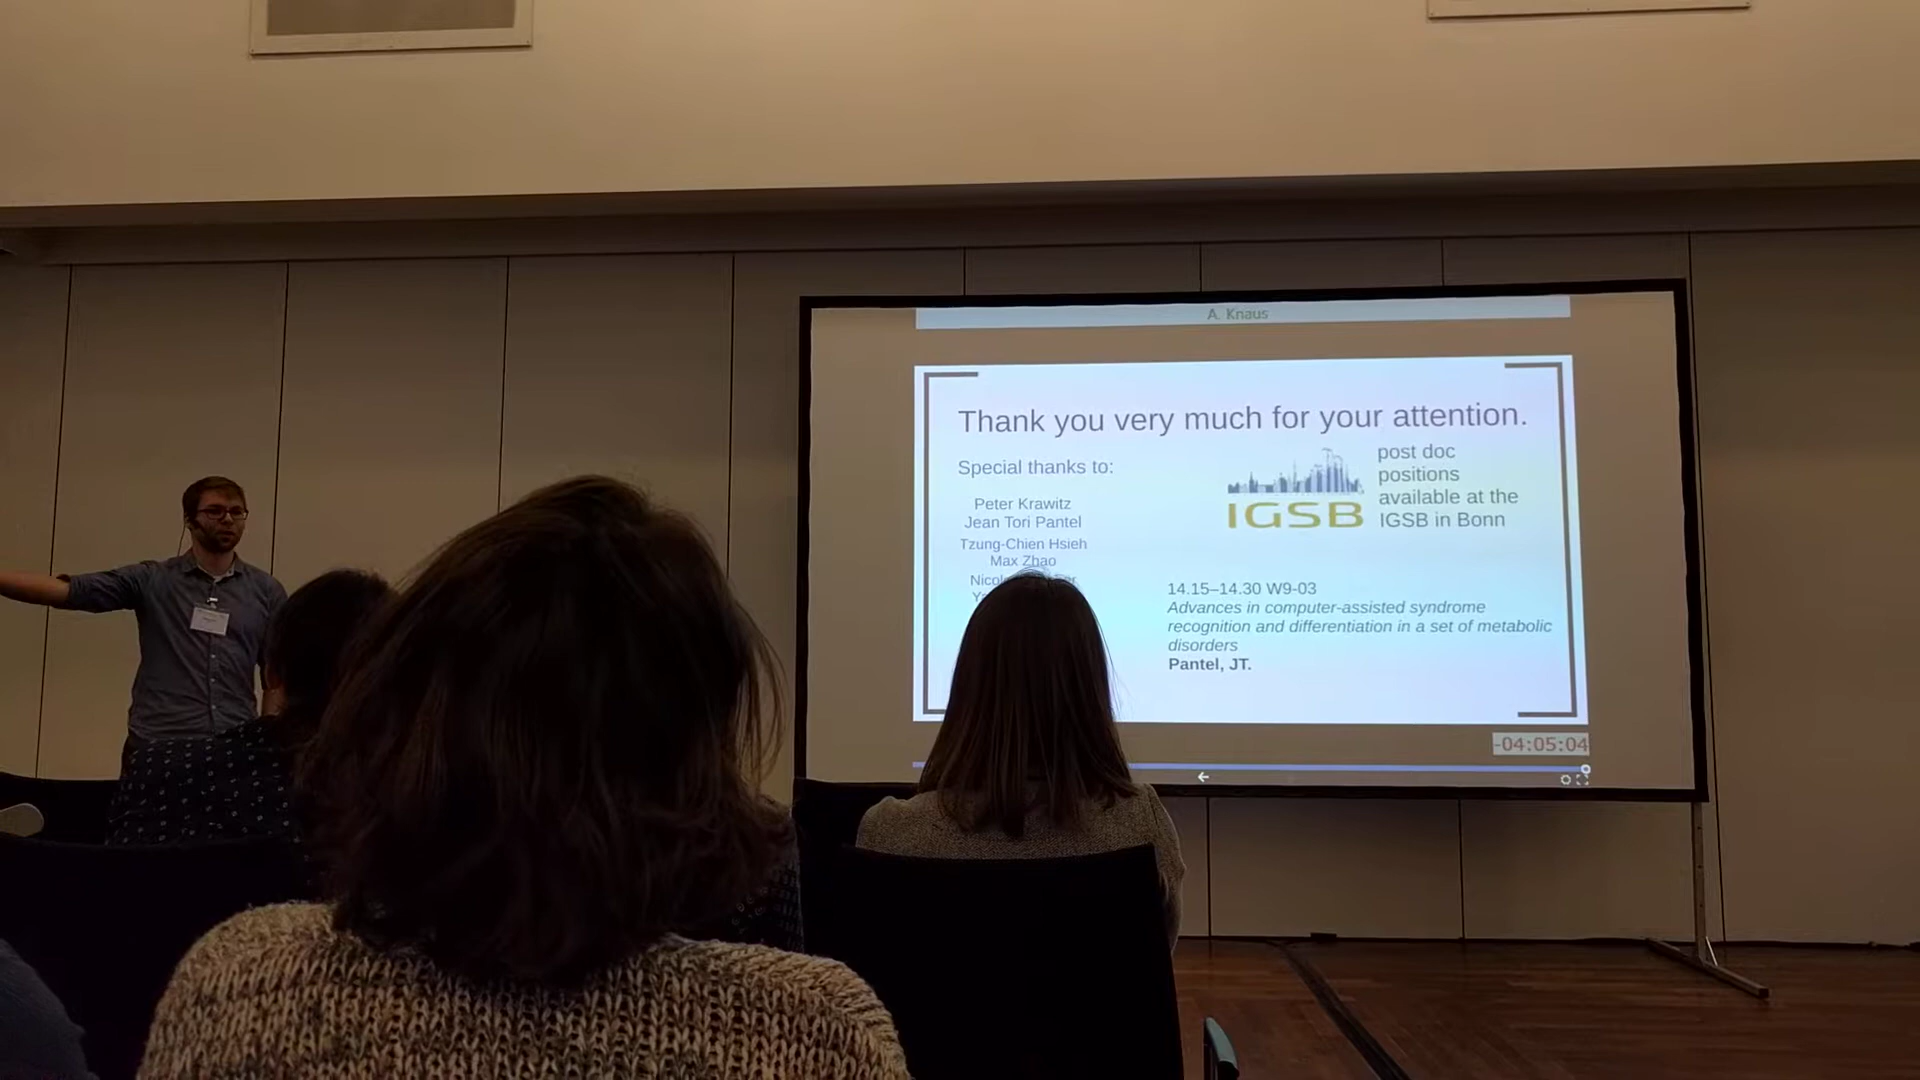 A. Knaus
Thank you very much for your attention.
Special thanks to:
Peter Krawitz
Jean Tori Pantel
Tzung-Chien Hsieh
Max Zhao
IGSB
post doc
positions
available at the
IGSB in Bonn
14.15–14.30 W9-03
Advances in computer-assisted syndrome
recognition and differentiation in a set of metabolic
disorders
Pantel, JT.
-04:05:04